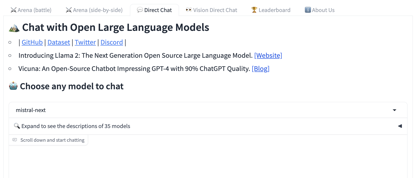 ⚔️ Arena (battle) ⚔️ Arena (side-by-side) 💬 Direct Chat 👀 Vision Direct Chat 🏆 Leaderboard ℹ️ About Us
🏔️ Chat with Open Large Language Models
| GitHub | Dataset | Twitter | Discord |
Introducing Llama 2: The Next Generation Open Source Large Language Model. [Website]
Vicuna: An Open-Source Chatbot Impressing GPT-4 with 90% ChatGPT Quality. [Blog]
🤖 Choose any model to chat
mistral-next
🔍 Expand to see the descriptions of 35 models
Scroll down and start chatting